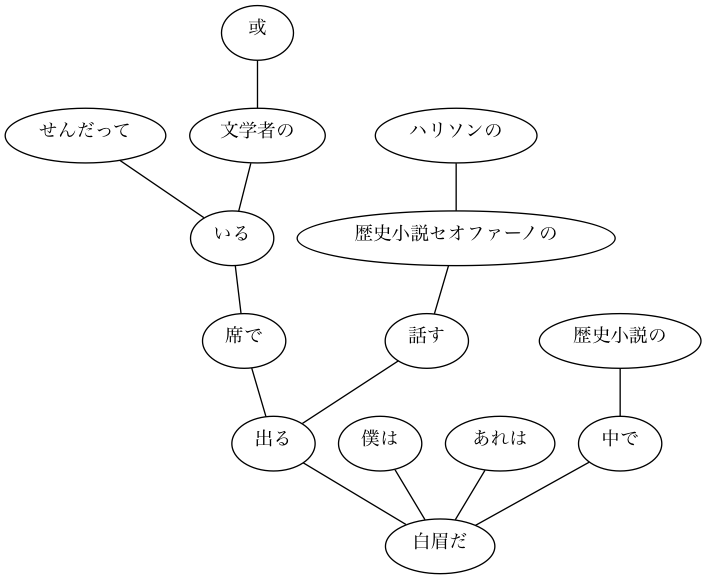 或
せんだって
文学者の
ハリソンの
いる
歴史小説セオファーノの
席で
話す
歴史小説の
出る
僕は
あれは
中で
白眉だ